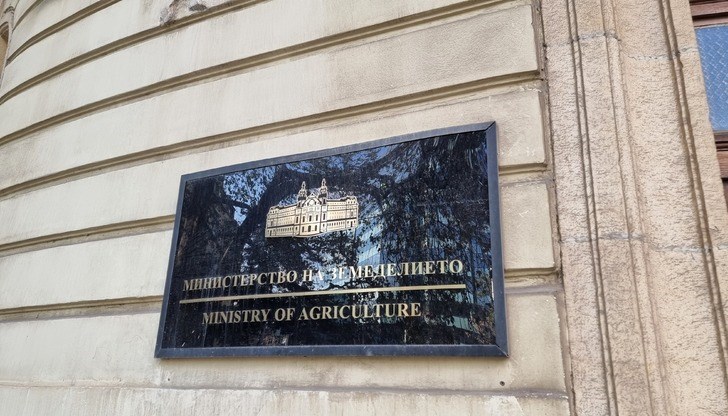 МИНИСТЕРСТВО НА ЗЕМЕДЕЛИЕТО
MINISTRY OF AGRICULTURE